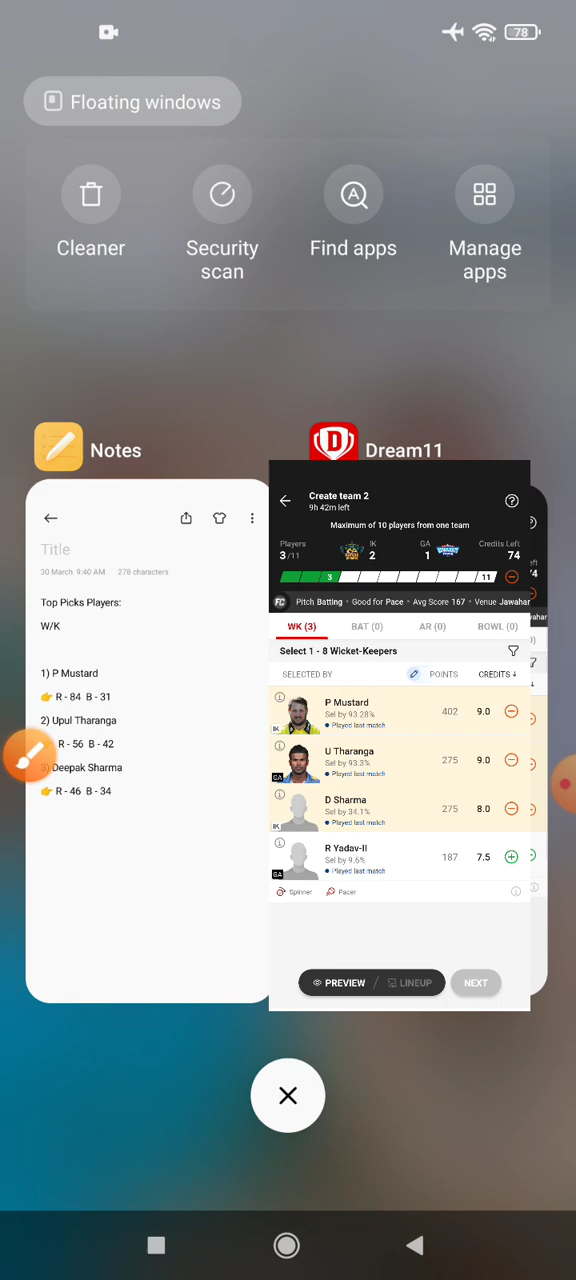 78
Floating windows
Cleaner
Security scan
Find apps
Manage apps
Notes
Title
30 March 9:40 AM 278 characters
Top Picks Players:
W/K
1) P Mustard
👉 R - 84 B - 31
2) Upul Tharanga
R - 56 B - 42
3) Deepak Sharma
👉 R - 46 B - 34
Dream11
Create team 2
9h 42m left
Maximum of 10 players from one team
Players
3/11
IK
2
GA
1
Credits Left
74
3
11
FC Pitch Batting • Good for Pace • Avg Score 167 • Venue Jawahar
WK (3) BAT (0) AR (0) BOWL (0)
Select 1 - 8 Wicket-Keepers
SELECTED BY POINTS CREDITS ↓
P Mustard
Sel by 93.28%
Played last match
IK
402 9.0
U Tharanga
Sel by 93.3%
Played last match
GA
275 9.0
D Sharma
Sel by 34.1%
Played last match
IK
275 8.0
R Yadav-II
Sel by 9.6%
Played last match
GA
187 7.5
Spinner Pacer
PREVIEW / LINEUP
NEXT